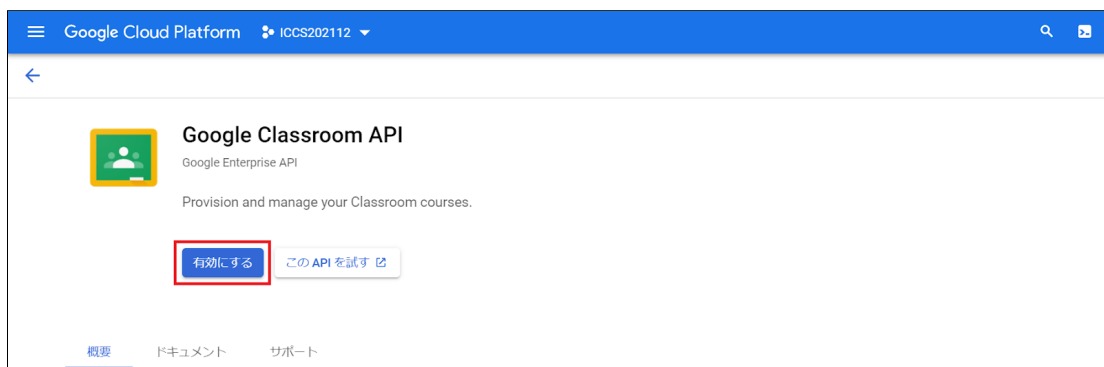 Google Cloud Platform ICCS202112
Google Classroom API
Google Enterprise API
Provision and manage your Classroom courses.
有効にする この API を試す
概要 ドキュメント サポート